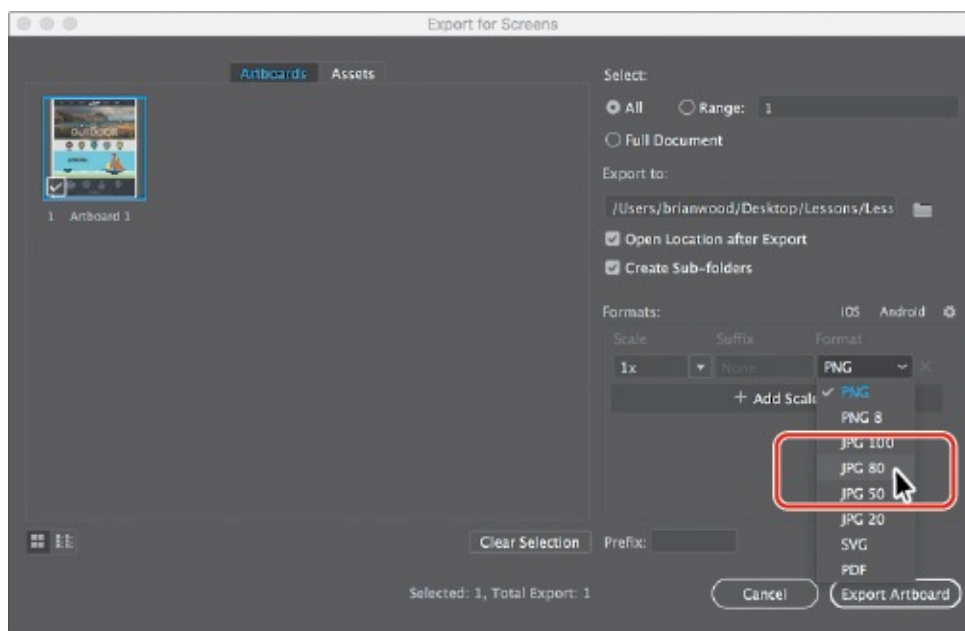 Export for Screens
Artboards Assets
OUTDOOR
1 Artboard 1
Select:
All Range: 1
Full Document
Export to:
/Users/brianwood/Desktop/Lessons/Less
Open Location after Export
Create Sub-folders
Formats: iOS Android
Scale Suffix Format
1x None PNG
+ Add Scale
PNG
PNG 8
JPG 100
JPG 80
JPG 50
JPG 20
SVG
PDF
Clear Selection Prefix:
Selected: 1, Total Export: 1
Cancel Export Artboard